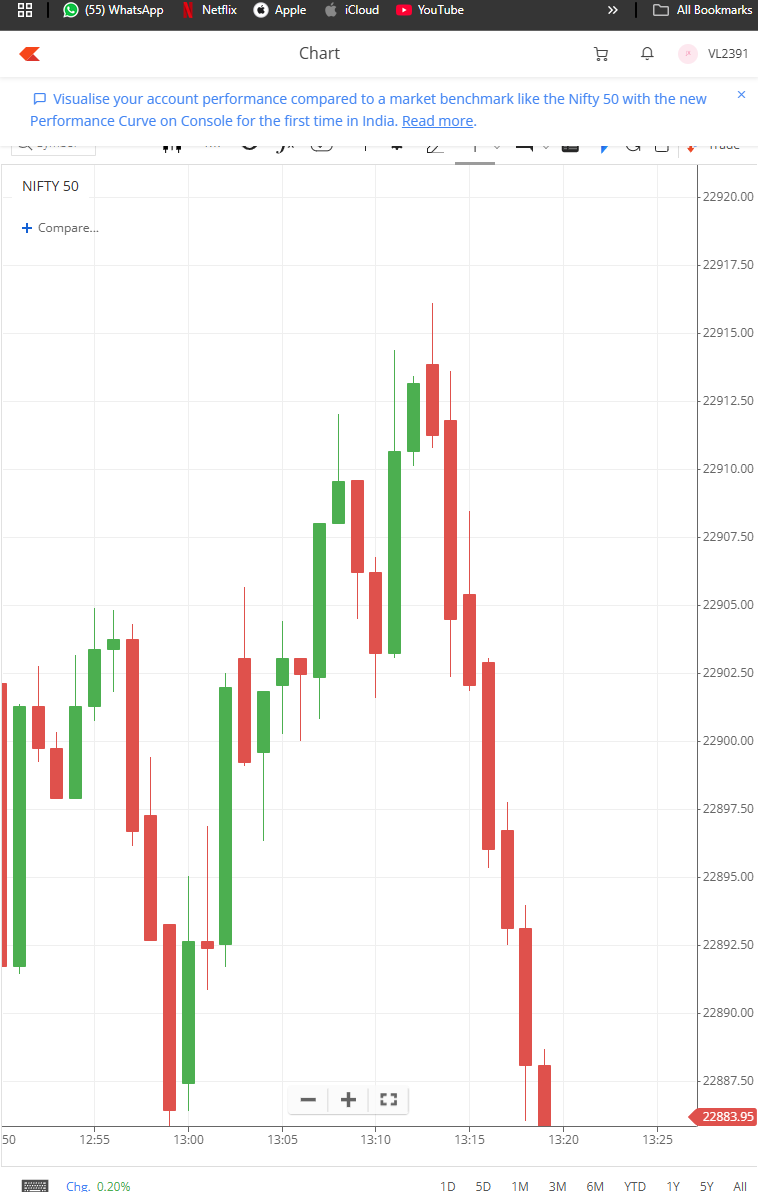 (55) WhatsApp Netflix Apple iCloud YouTube » All Bookmarks
Chart VL2391
Visualise your account performance compared to a market benchmark like the Nifty 50 with the new
Performance Curve on Console for the first time in India. Read more.
NIFTY 50
+ Compare...
22920.00
22917.50
22915.00
22912.50
22910.00
22907.50
22905.00
22902.50
22900.00
22897.50
22895.00
22892.50
22890.00
22887.50
22883.95
50 12:55 13:00 13:05 13:10 13:15 13:20 13:25
Chg. 0.20% 1D 5D 1M 3M 6M YTD 1Y 5Y All